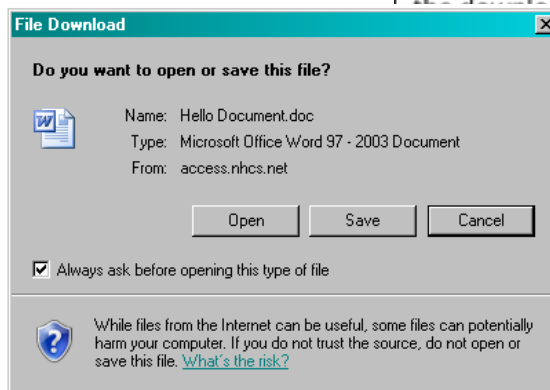 File Download
Do you want to open or save this file?
Name: Hello Document.doc
Type: Microsoft Office Word 97 - 2003 Document
From: access.nhcs.net
Open Save Cancel
Always ask before opening this type of file
While files from the Internet can be useful, some files can potentially
harm your computer. If you do not trust the source, do not open or
save this file. What's the risk?